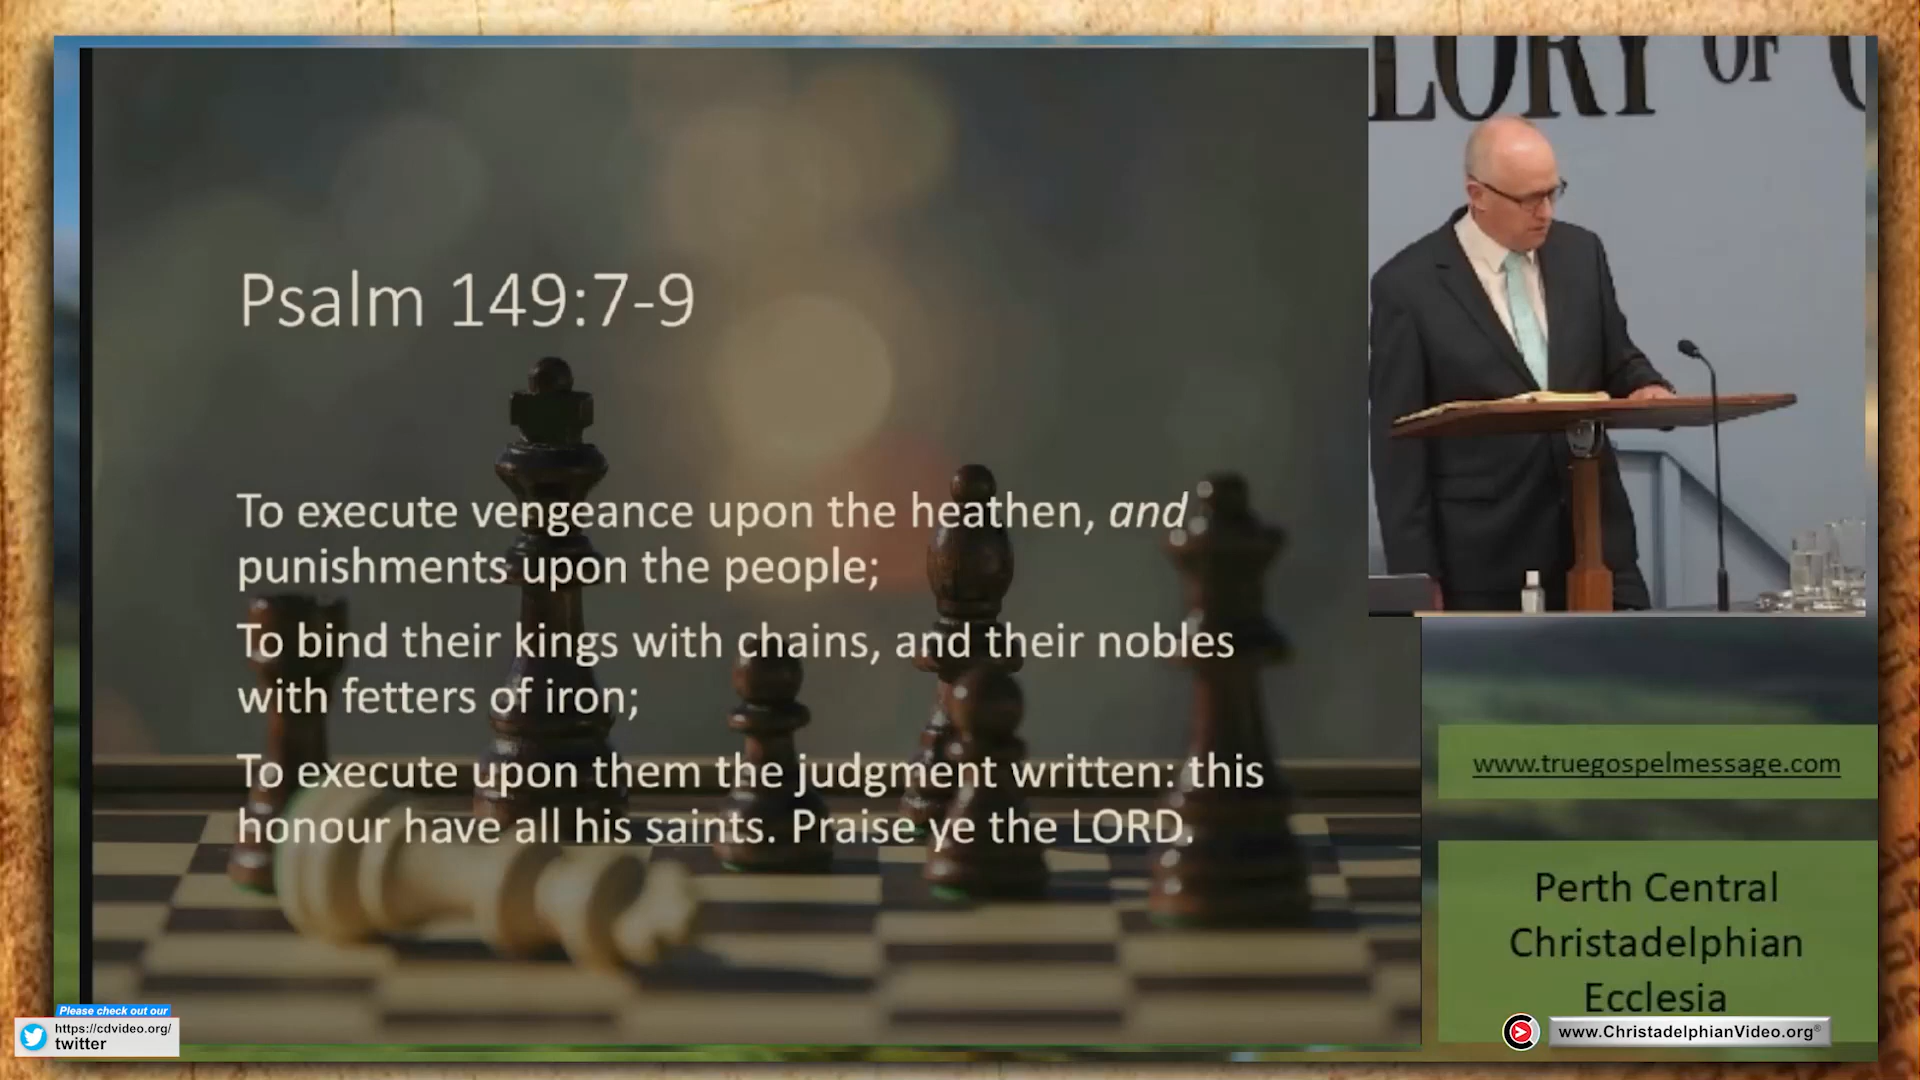 LORY OF
Psalm 149:7-9
To execute vengeance upon the heathen, and
punishments upon the people;
To bind their kings with chains, and their nobles
with fetters of iron;
To execute upon them the judgment written: this
honour have all his saints. Praise ye the LORD.
www.truegospelmessage.com
Perth Central
Christadelphian
Ecclesia
Please check out our
https://cdvideo.org/
twitter
www.ChristadelphianVideo.org®